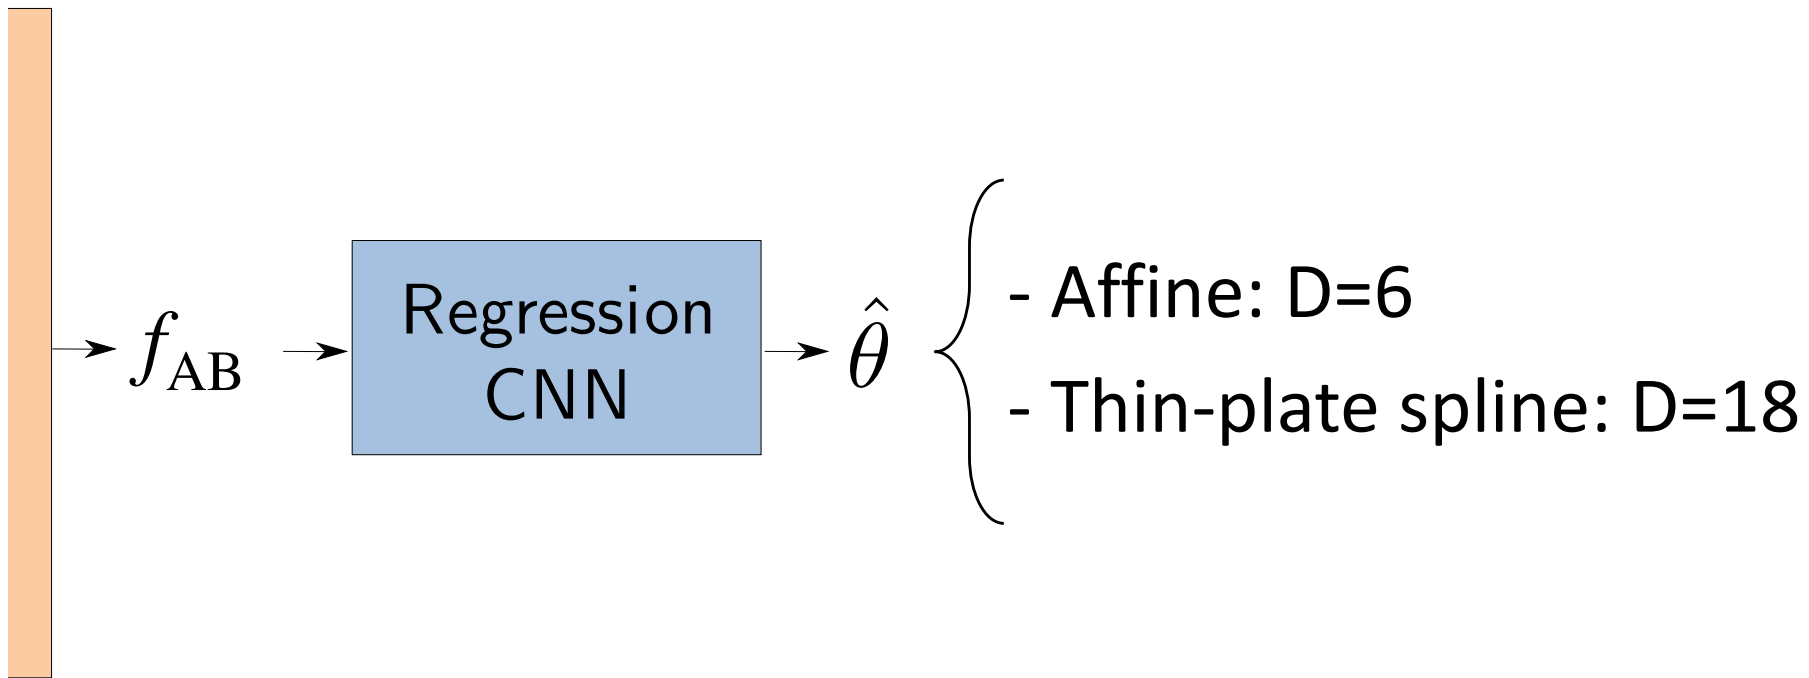 f_AB
Regression
CNN
θ̂
- Affine: D=6
- Thin-plate spline: D=18